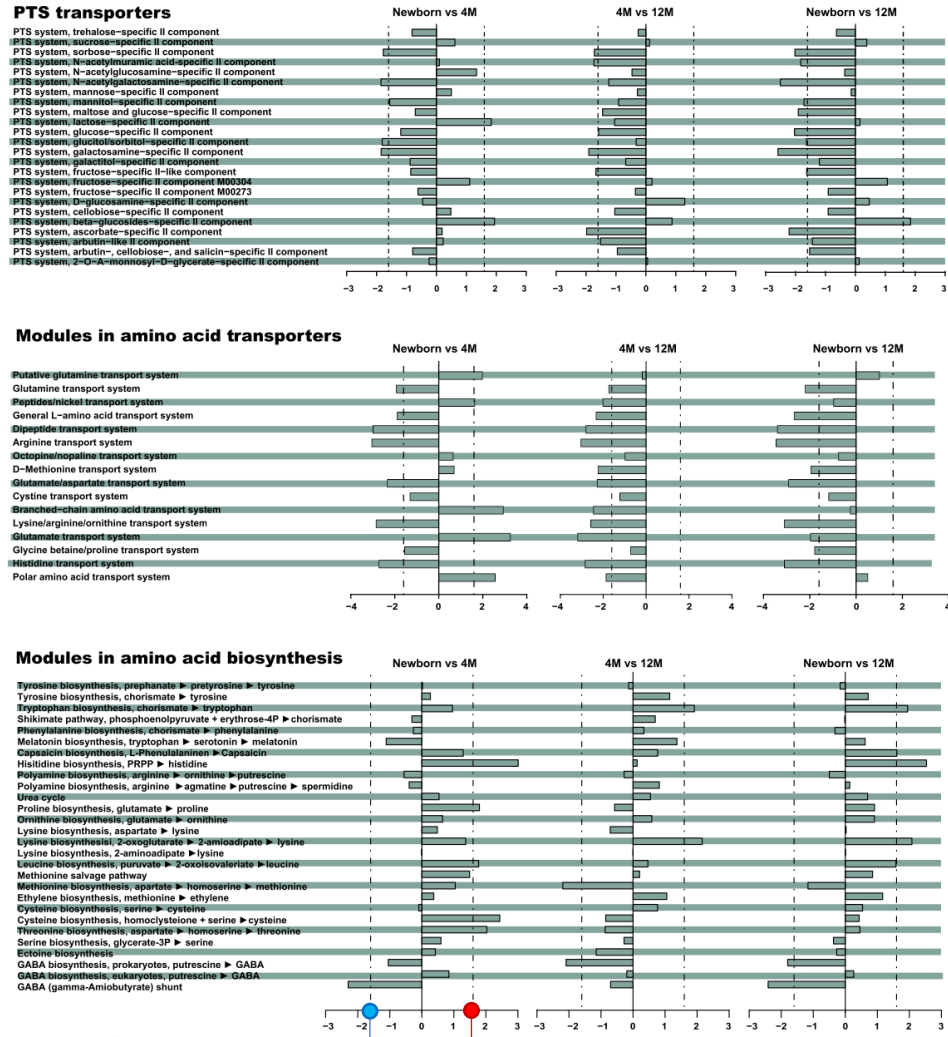 PTS transporters
Newborn vs 4M
4M vs 12M
Newborn vs 12M
PTS system, trehalose−specific II component
PTS system, sucrose−specific II component
PTS system, sorbose−specific II component
PTS system, N−acetylmuramic acid−specific II component
PTS system, N−acetylglucosamine−specific II component
PTS system, N−acetylgalactosamine−specific II component
PTS system, mannose−specific II component
PTS system, mannitol−specific II component
PTS system, maltose and glucose−specific II component
PTS system, lactose−specific II component
PTS system, glucose−specific II component
PTS system, glucitol/sorbitol−specific II component
PTS system, galactosamine−specific II component
PTS system, galactitol−specific II component
PTS system, fructose−specific II−like component
PTS system, fructose−specific II component M00304
PTS system, fructose−specific II component M00273
PTS system, D−glucosamine−specific II component
PTS system, cellobiose−specific II component
PTS system, beta−glucosides−specific II component
PTS system, ascorbate−specific II component
PTS system, arbutin−like II component
PTS system, arbutin−, cellobiose−, and salicin−specific II component
PTS system, 2−O−A−monnosyl−D−glycerate−specific II component
−3 −2 −1 0 1 2 3
−3 −2 −1 0 1 2 3
−3 −2 −1 0 1 2 3
Modules in amino acid transporters
Newborn vs 4M
4M vs 12M
Newborn vs 12M
Putative glutamine transport system
Glutamine transport system
Peptides/nickel transport system
General L−amino acid transport system
Dipeptide transport system
Arginine transport system
Octopine/nopaline transport system
D−Methionine transport system
Glutamate/aspartate transport system
Cystine transport system
Branched−chain amino acid transport system
Lysine/arginine/ornithine transport system
Glutamate transport system
Glycine betaine/proline transport system
Histidine transport system
Polar amino acid transport system
−4 −2 0 2 4
−4 −2 0 2 4
−4 −2 0 2 4
Modules in amino acid biosynthesis
Newborn vs 4M
4M vs 12M
Newborn vs 12M
Tyrosine biosynthesis, prephanate ► pretyrosine ► tyrosine
Tyrosine biosynthesis, chorismate ► tyrosine
Tryptophan biosynthesis, chorismate ► tryptophan
Shikimate pathway, phosphoenolpyruvate + erythrose-4P ►chorismate
Phenylalanine biosynthesis, chorismate ► phenylalanine
Melatonin biosynthesis, tryptophan ► serotonin ► melatonin
Capsaicin biosynthesis, L-Phenulalaninen ►Capsaicin
Hisitidine biosynthesis, PRPP ► histidine
Polyamine biosynthesis, arginine ► ornithine ►putrescine
Polyamine biosynthesis, arginine ►agmatine ►putrescine ► spermidine
Urea cycle
Proline biosynthesis, glutamate ► proline
Ornithine biosynthesis, glutamate ► ornithine
Lysine biosynthesis, aspartate ► lysine
Lysine biosynthesis, 2-oxoglutarate ► 2-amioadipate ► lysine
Lysine biosynthesis, 2-aminoadipate ►lysine
Leucine biosynthesis, puruvate ► 2-oxoisovaleriate ►leucine
Methionine salvage pathway
Methionine biosynthesis, apartate ► homoserine ► methionine
Ethylene biosynthesis, methionine ► ethylene
Cysteine biosynthesis, serine ► cysteine
Cysteine biosynthesis, homoclysteione + serine ►cysteine
Threonine biosynthesis, aspartate ► homoserine ► threonine
Serine biosynthesis, glycerate-3P ► serine
Ectoine biosynthesis
GABA biosynthesis, prokaryotes, putrescine ► GABA
GABA biosynthesis, eukaryotes, putrescine ► GABA
GABA (gamma-Amiobutyrate) shunt
−3 −2 −1 0 1 2 3
−3 −2 −1 0 1 2 3
−3 −2 −1 0 1 2 3